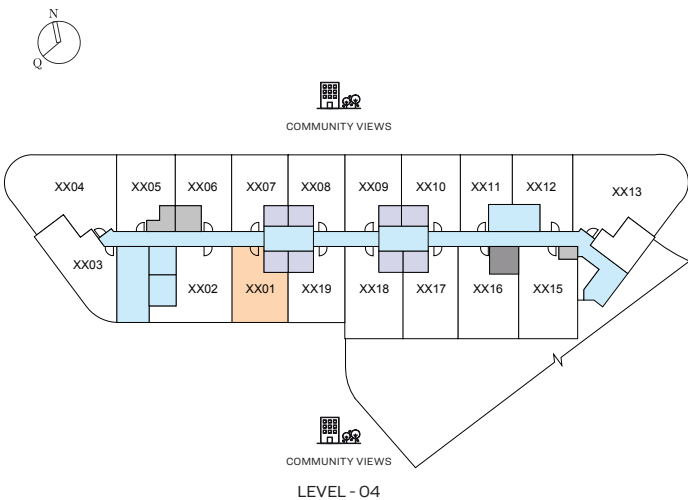 N
Q
COMMUNITY VIEWS
XX04 XX05 XX06 XX07 XX08 XX09 XX10 XX11 XX12 XX13
XX03
XX02 XX01 XX19 XX18 XX17 XX16 XX15
N
COMMUNITY VIEWS
LEVEL - 04